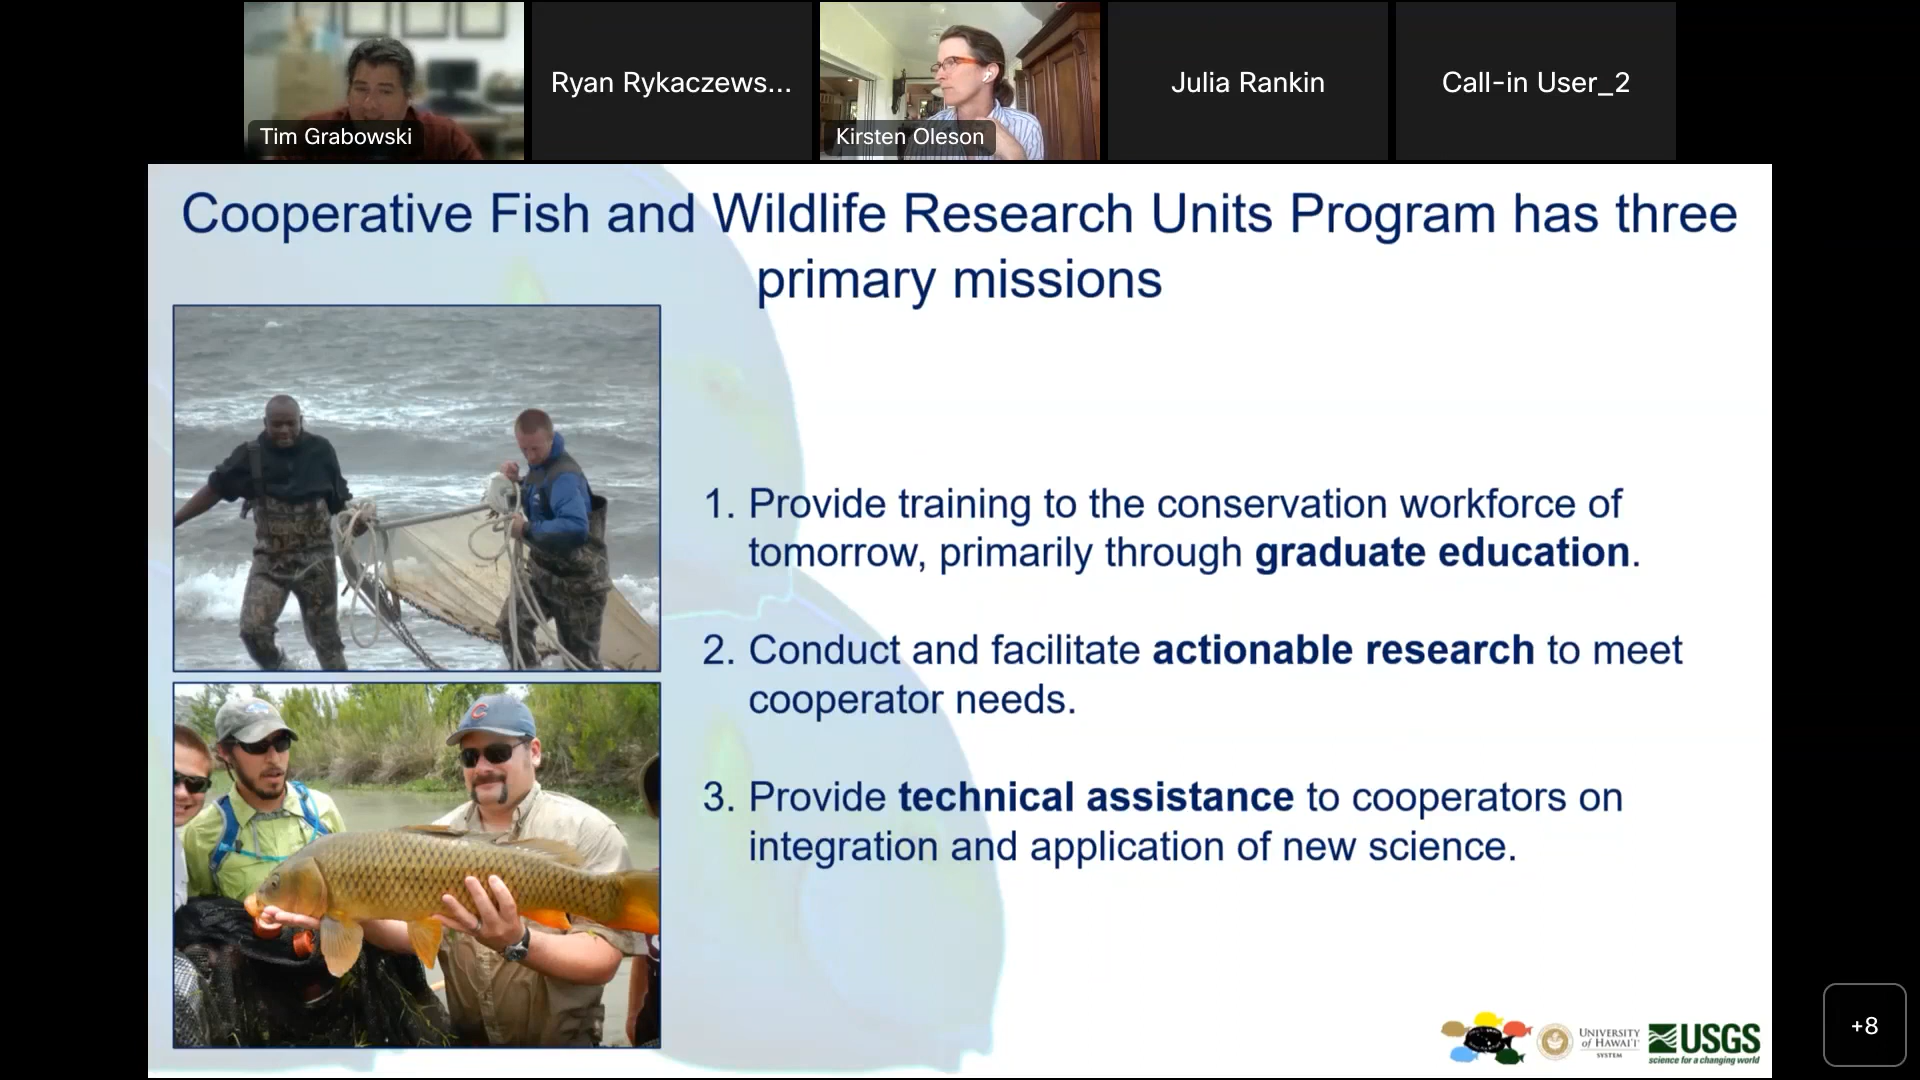 Tim Grabowski
Ryan Rykaczews...
Kirsten Oleson
Julia Rankin
Call-in User_2
Cooperative Fish and Wildlife Research Units Program has three
primary missions
1. Provide training to the conservation workforce of
tomorrow, primarily through graduate education.
2. Conduct and facilitate actionable research to meet
cooperator needs.
3. Provide technical assistance to cooperators on
integration and application of new science.
C
UNIVERSITY
of HAWAI'I
SYSTEM
USGS
science for a changing world
+8